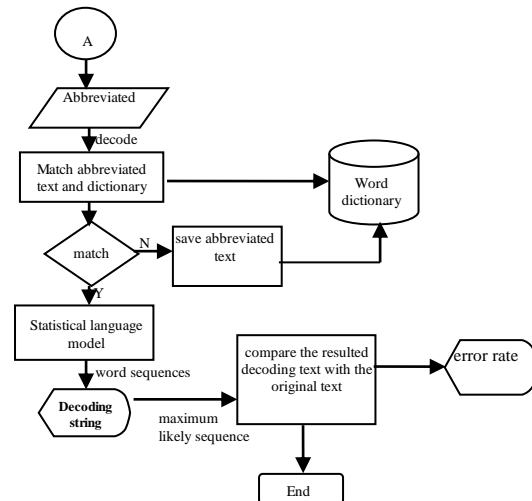 A
Abbreviated
decode
Match abbreviated
text and dictionary
Word
dictionary
match
N
save abbreviated
text
Y
Statistical language
model
word sequences
Decoding
string
maximum
likely sequence
compare the resulted
decoding text with the
original text
error rate
End